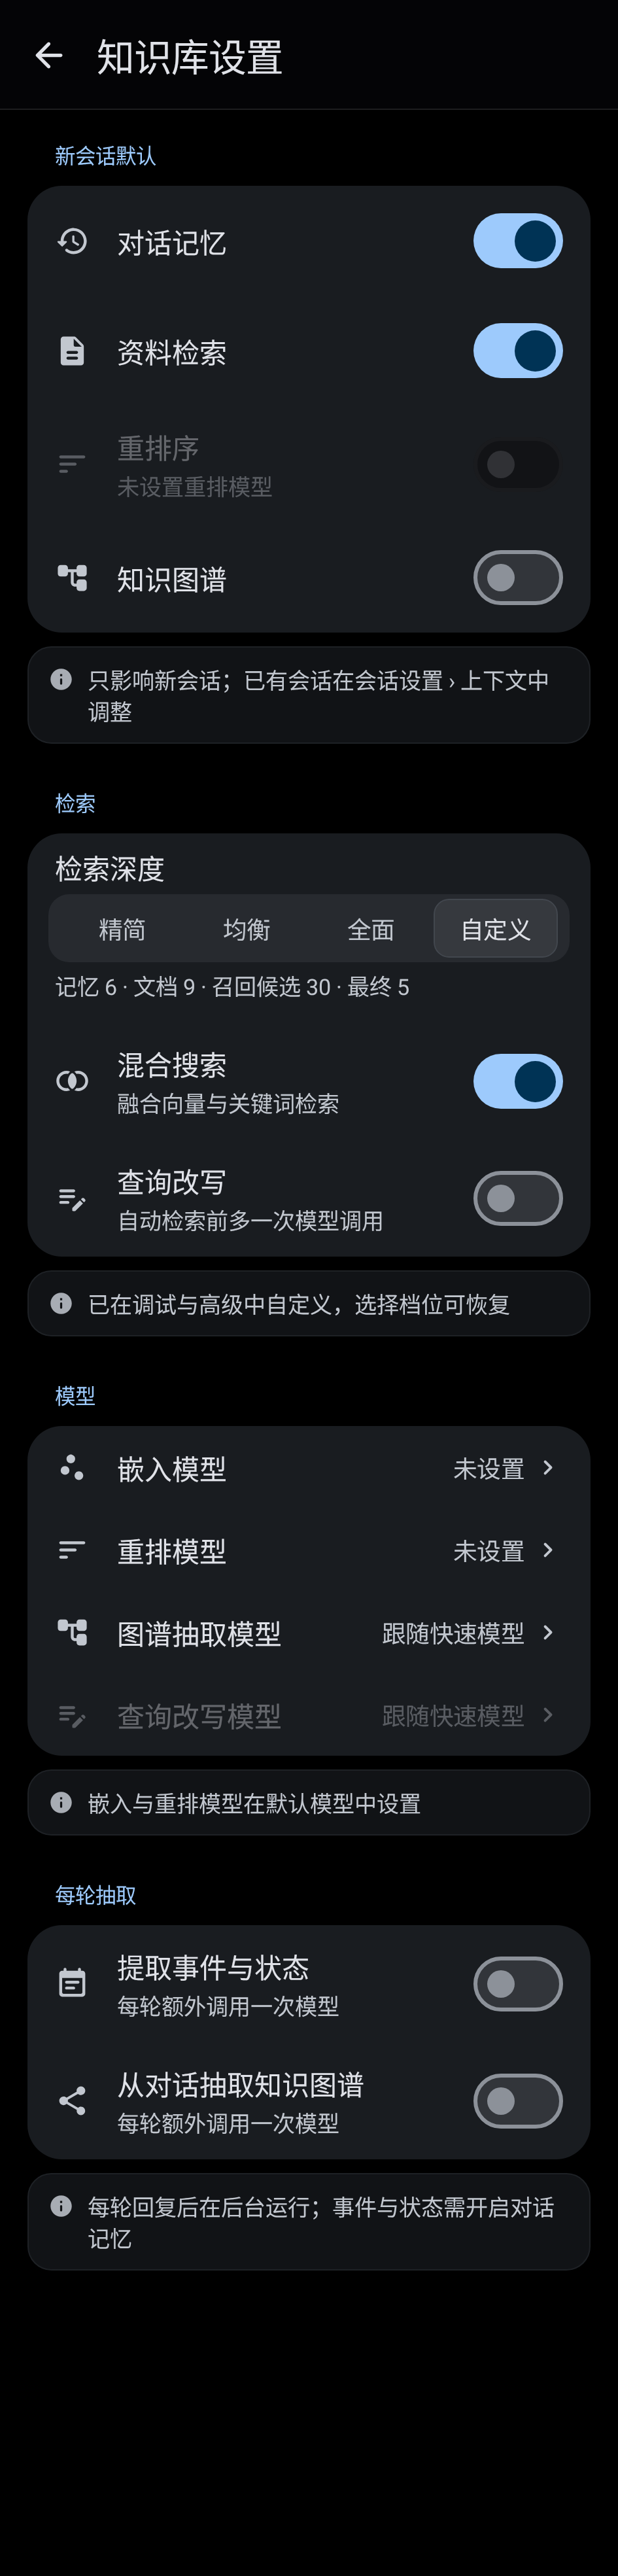 知识库设置
新会话默认
对话记忆
资料检索
重排序
未设置重排模型
知识图谱
只影响新会话；已有会话在会话设置 › 上下文中
调整
检索
检索深度
精简 均衡 全面 自定义
记忆 6 · 文档 9 · 召回候选 30 · 最终 5
混合搜索
融合向量与关键词检索
查询改写
自动检索前多一次模型调用
已在调试与高级中自定义，选择档位可恢复
模型
嵌入模型 未设置
重排模型 未设置
图谱抽取模型 跟随快速模型
查询改写模型 跟随快速模型
嵌入与重排模型在默认模型中设置
每轮抽取
提取事件与状态
每轮额外调用一次模型
从对话抽取知识图谱
每轮额外调用一次模型
每轮回复后在后台运行；事件与状态需开启对话
记忆